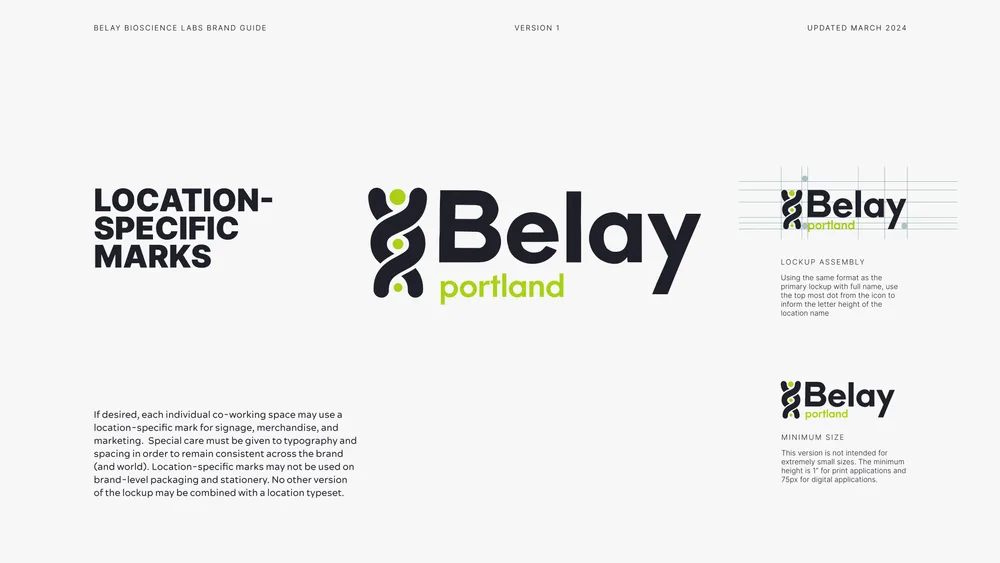 BELAY BIOSCIENCE LABS BRAND GUIDE
VERSION 1
UPDATED MARCH 2024
LOCATION-
SPECIFIC
MARKS
Belay
portland
Belay
portland
LOCKUP ASSEMBLY
Using the same format as the
primary lockup with full name, use
the top most dot from the icon to
inform the letter height of the
location name
If desired, each individual co-working space may use a
location-specific mark for signage, merchandise, and
marketing.  Special care must be given to typography and
spacing in order to remain consistent across the brand
(and world). Location-specific marks may not be used on
brand-level packaging and stationery. No other version
of the lockup may be combined with a location typeset.
Belay
portland
MINIMUM SIZE
This version is not intended for
extremely small sizes. The minimum
height is 1” for print applications and
75px for digital applications.